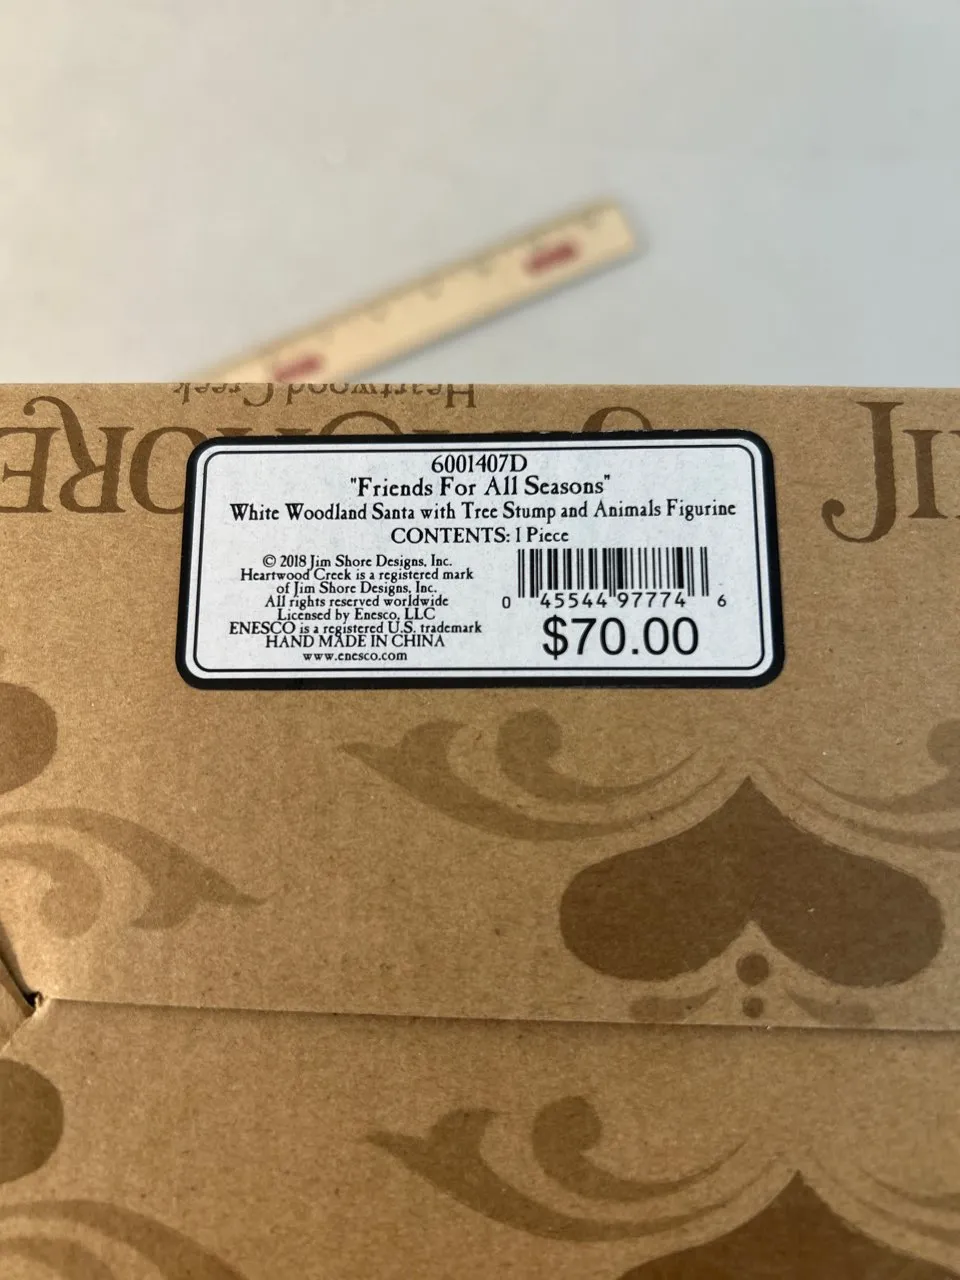 Heartwood Creek
6001407D
"Friends For All Seasons"
White Woodland Santa with Tree Stump and Animals Figurine
CONTENTS: 1 Piece
© 2018 Jim Shore Designs, Inc.
Heartwood Creek is a registered mark
of Jim Shore Designs, Inc.
All rights reserved worldwide
Licensed by Enesco, LLC
ENESCO is a registered U.S. trademark
HAND MADE IN CHINA
www.enesco.com
0 45544 97774 6
$70.00